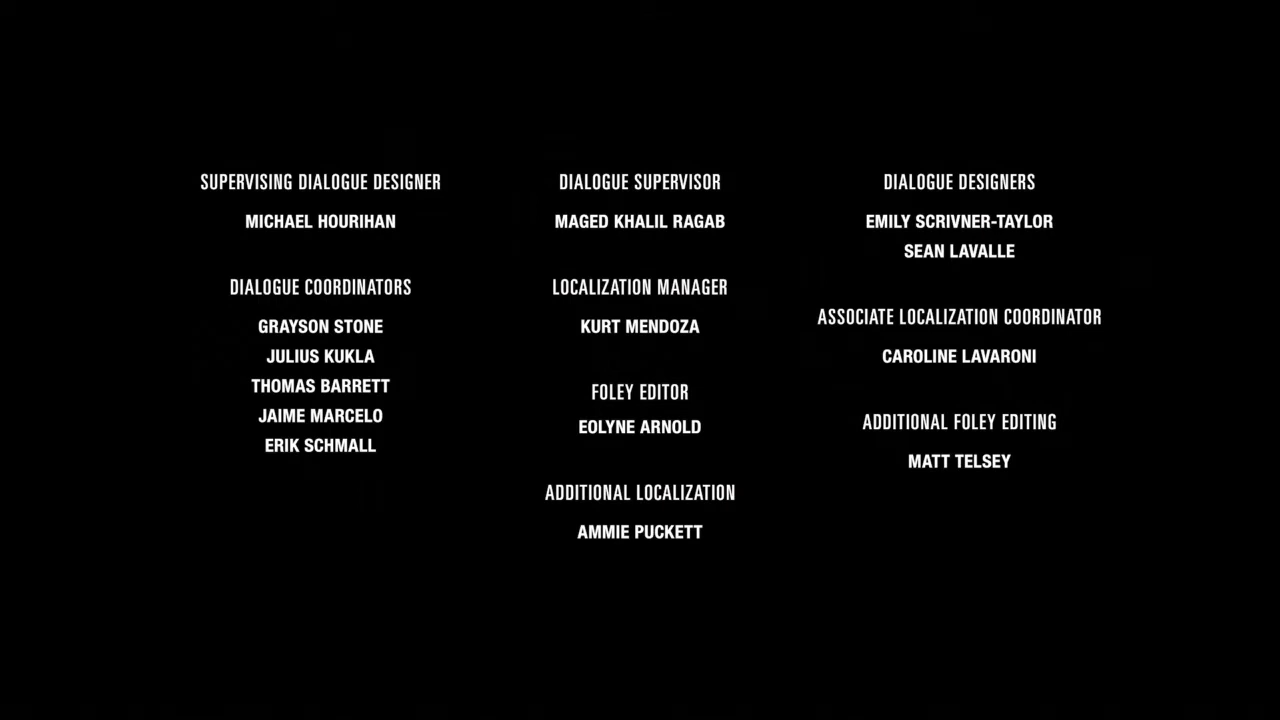 SUPERVISING DIALOGUE DESIGNER
MICHAEL HOURIHAN
DIALOGUE COORDINATORS
GRAYSON STONE
JULIUS KUKLA
THOMAS BARRETT
JAIME MARCELO
ERIK SCHMALL
DIALOGUE SUPERVISOR
MAGED KHALIL RAGAB
LOCALIZATION MANAGER
KURT MENDOZA
FOLEY EDITOR
EOLYNE ARNOLD
ADDITIONAL LOCALIZATION
AMMIE PUCKETT
DIALOGUE DESIGNERS
EMILY SCRIVNER-TAYLOR
SEAN LAVALLE
ASSOCIATE LOCALIZATION COORDINATOR
CAROLINE LAVARONI
ADDITIONAL FOLEY EDITING
MATT TELSEY